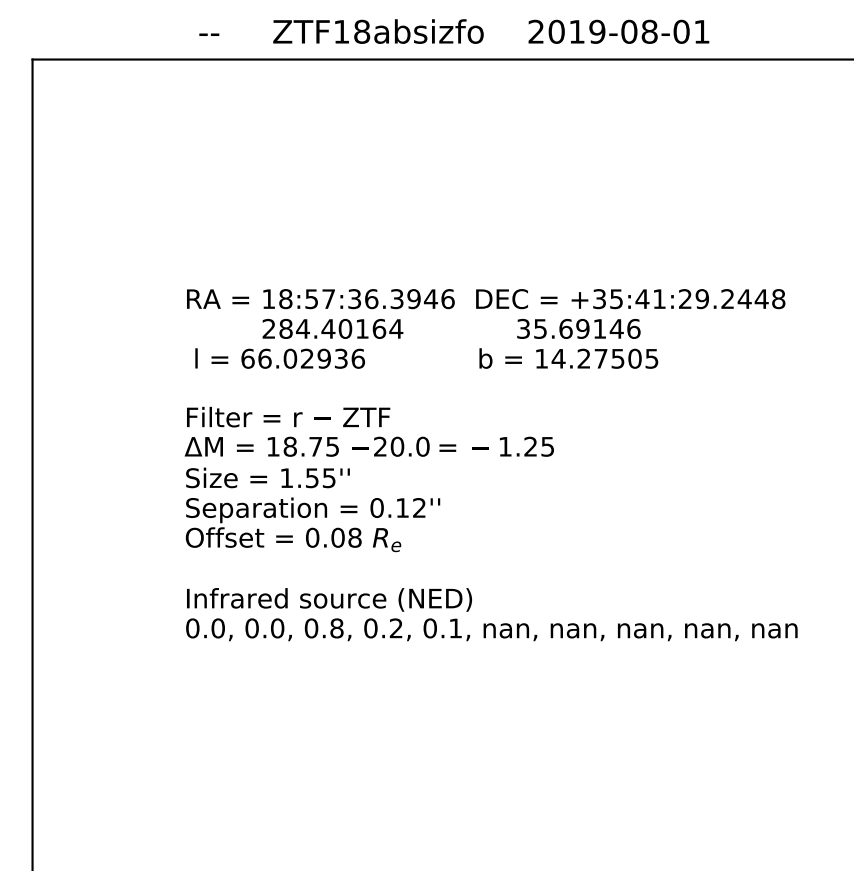 -- ZTF18absizfo 2019-08-01
RA = 18:57:36.3946 DEC = +35:41:29.2448
284.40164 35.69146
l = 66.02936 b = 14.27505
Filter = r − ZTF
ΔM = 18.75 −20.0 = − 1.25
Size = 1.55''
Separation = 0.12''
Offset = 0.08 Re
Infrared source (NED)
0.0, 0.0, 0.8, 0.2, 0.1, nan, nan, nan, nan, nan